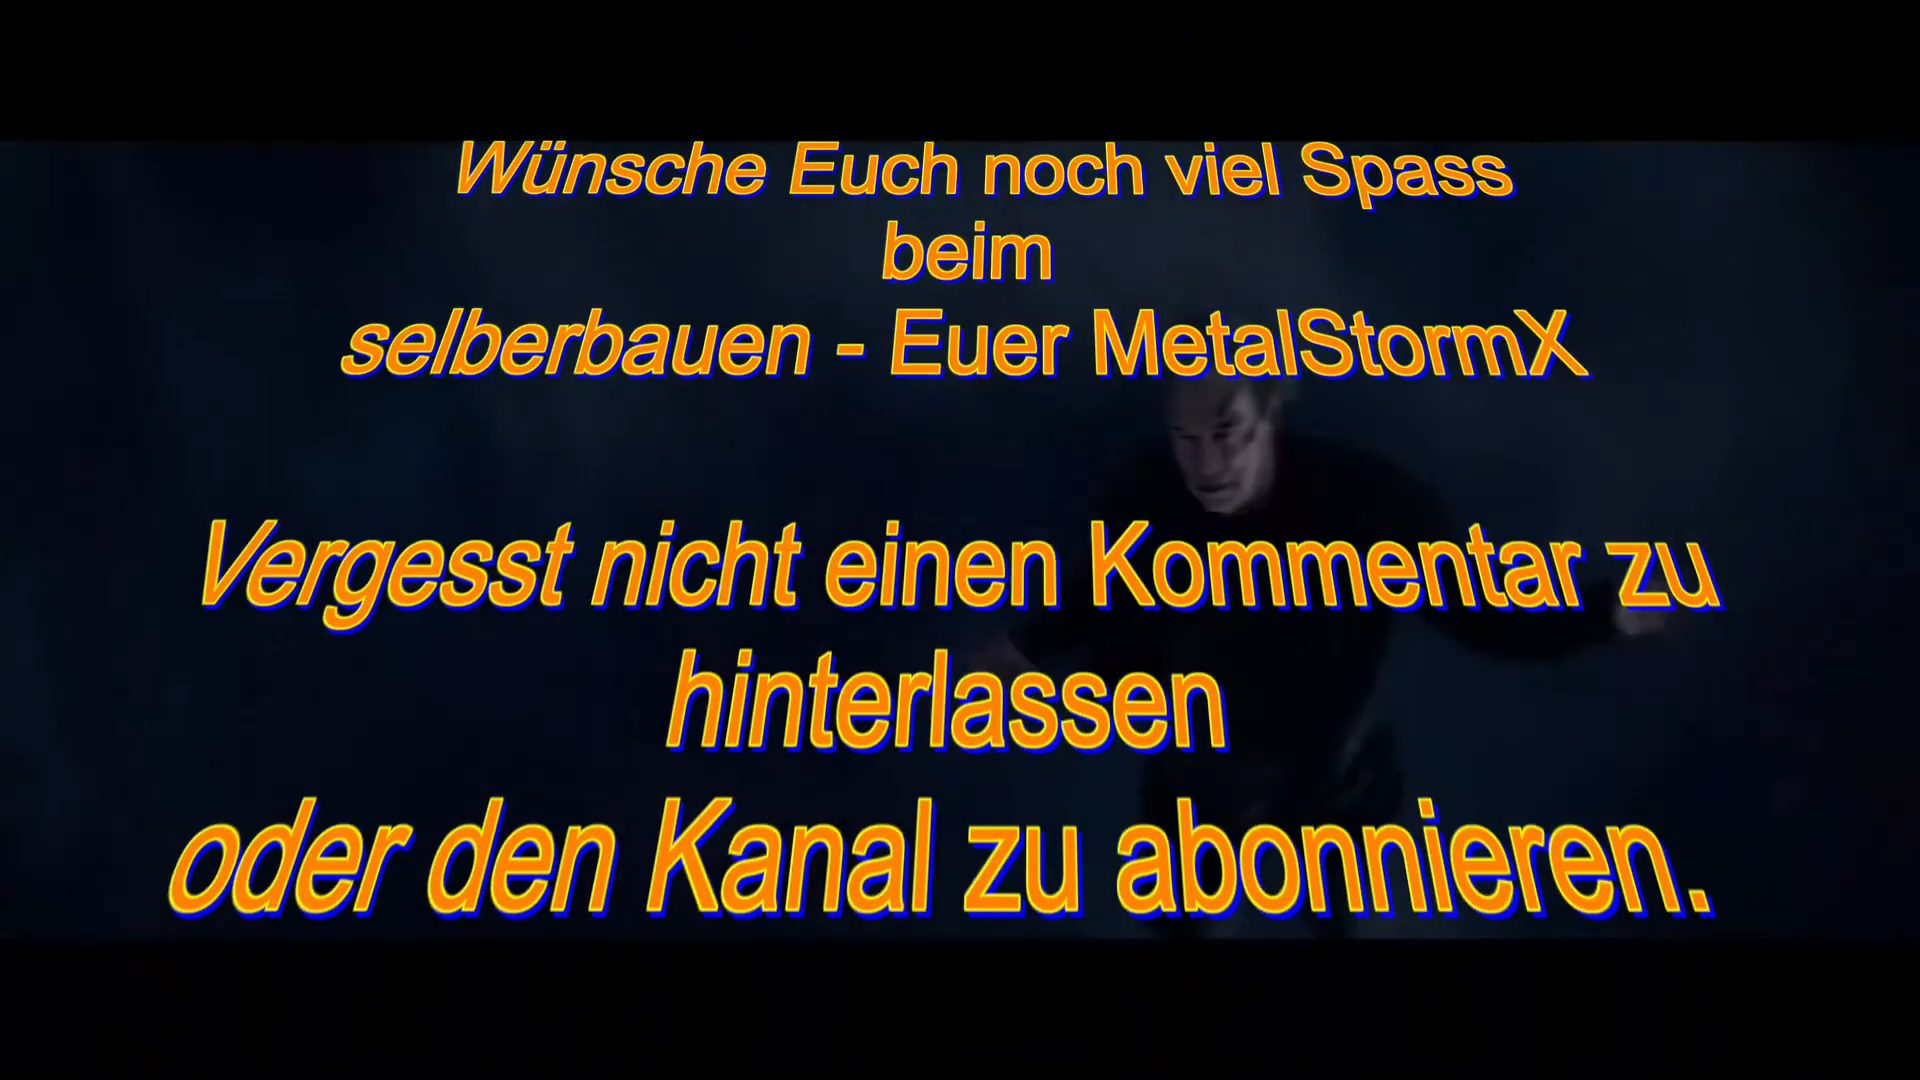 Wünsche Euch noch viel Spass
beim
selberbauen - Euer MetalStormX
Vergesst nicht einen Kommentar zu
hinterlassen
oder den Kanal zu abonnieren.